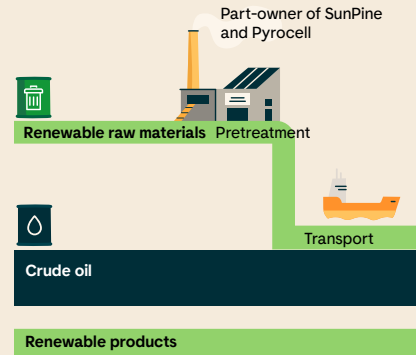 Part-owner of SunPine
and Pyrocell
Renewable raw materials Pretreatment
Transport
Crude oil
Renewable products